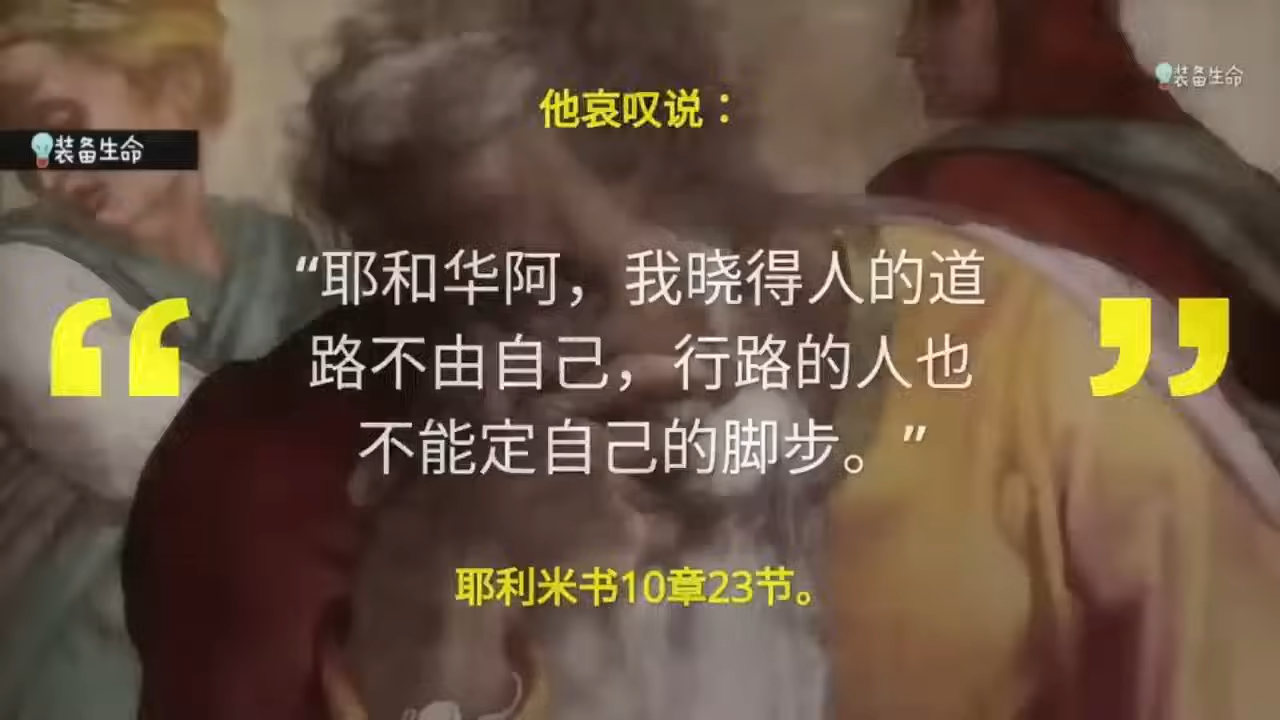 装备生命
他哀叹说：
装备生命
“耶和华阿，我晓得人的道
路不由自己，行路的人也
不能定自己的脚步。”
耶利米书10章23节。